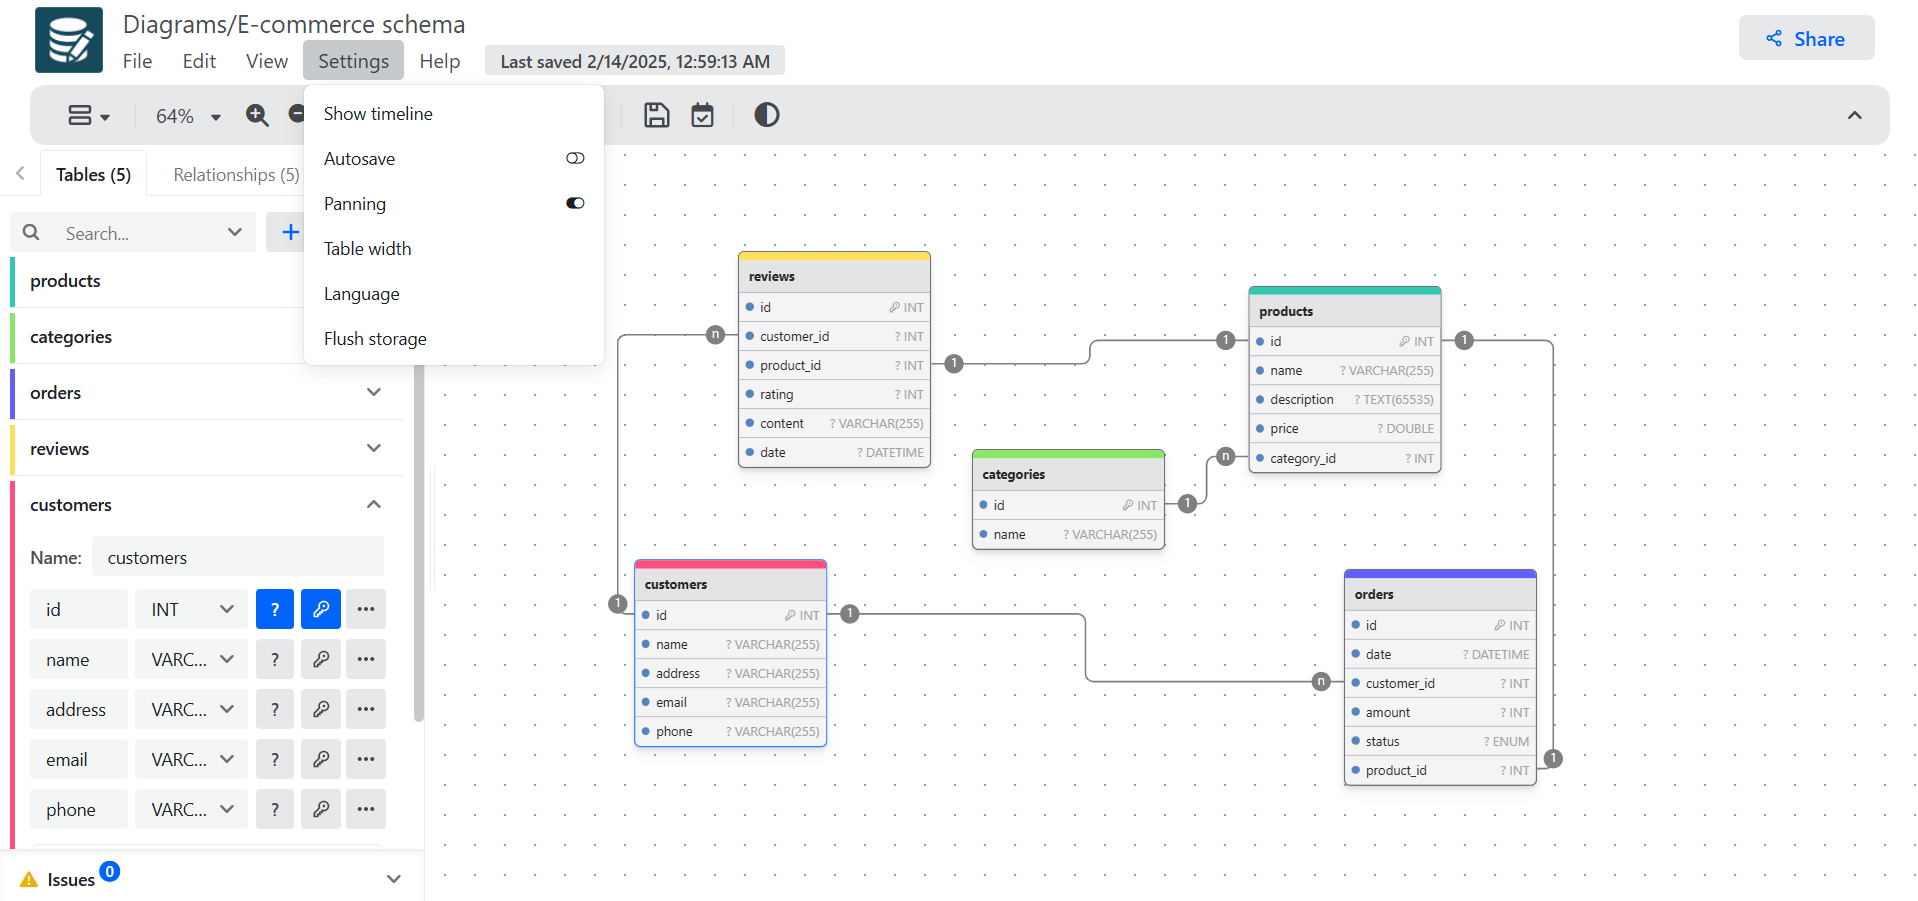 Diagrams/E-commerce schema
File Edit View Settings Help Last saved 2/14/2025, 12:59:13 AM
Share
64%
Show timeline
Autosave
Panning
Table width
Language
Flush storage
Tables (5) Relationships (5)
Search...
products
categories
orders
reviews
customers
Name: customers
id INT ?
name VARC... ?
address VARC... ?
email VARC... ?
phone VARC... ?
Issues 0
reviews
id INT
customer_id ? INT
product_id ? INT
rating ? INT
content ? VARCHAR(255)
date ? DATETIME
products
id INT
name ? VARCHAR(255)
description ? TEXT(65535)
price ? DOUBLE
category_id ? INT
categories
id INT
name ? VARCHAR(255)
customers
id INT
name ? VARCHAR(255)
address ? VARCHAR(255)
email ? VARCHAR(255)
phone ? VARCHAR(255)
orders
id INT
date ? DATETIME
customer_id ? INT
amount ? INT
status ? ENUM
product_id ? INT
n
1
1
1
n
1
1
1
n
1